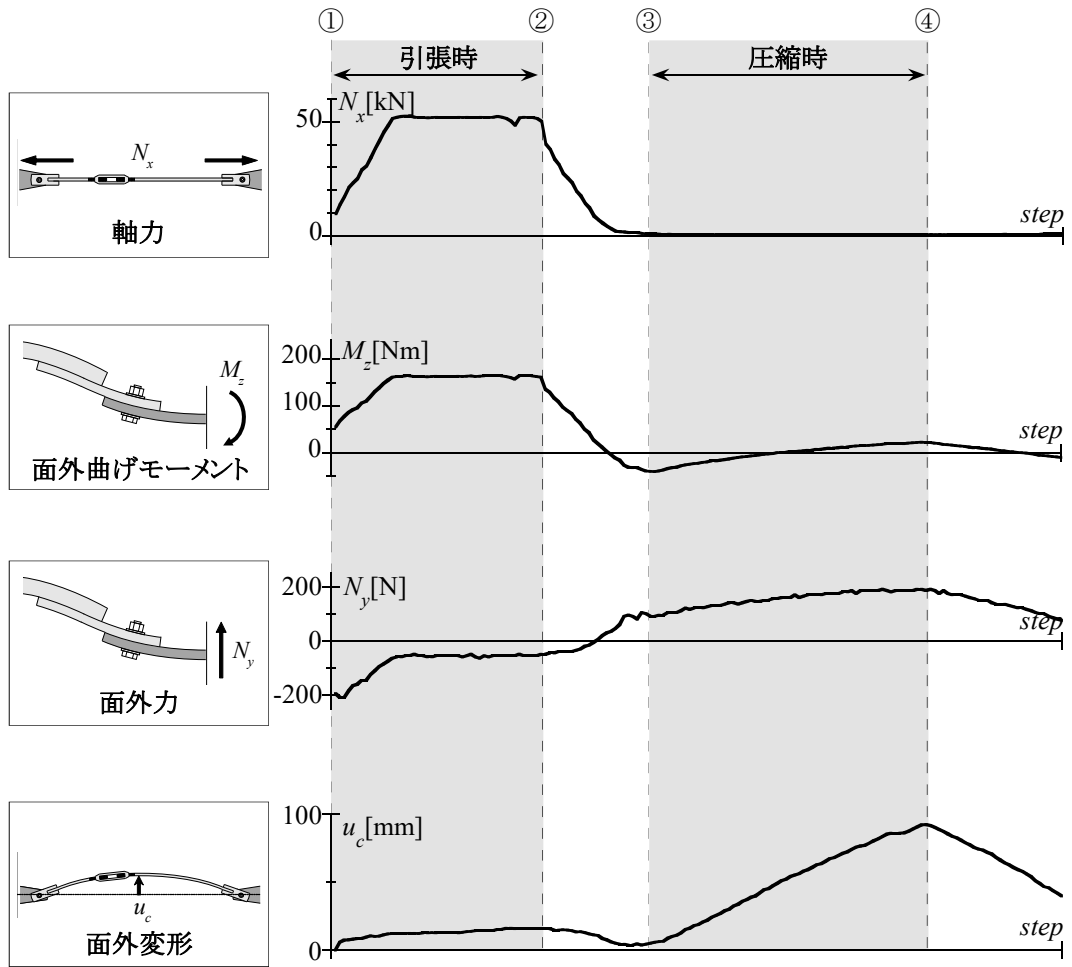 ① ② ③ ④
引張時 圧縮時
N_x
軸力
N_x[kN]
50
0
step
M_z
面外曲げモーメント
M_z[Nm]
200
100
0
step
N_y
面外力
N_y[N]
200
0
-200
step
u_c
面外変形
u_c[mm]
100
0
step